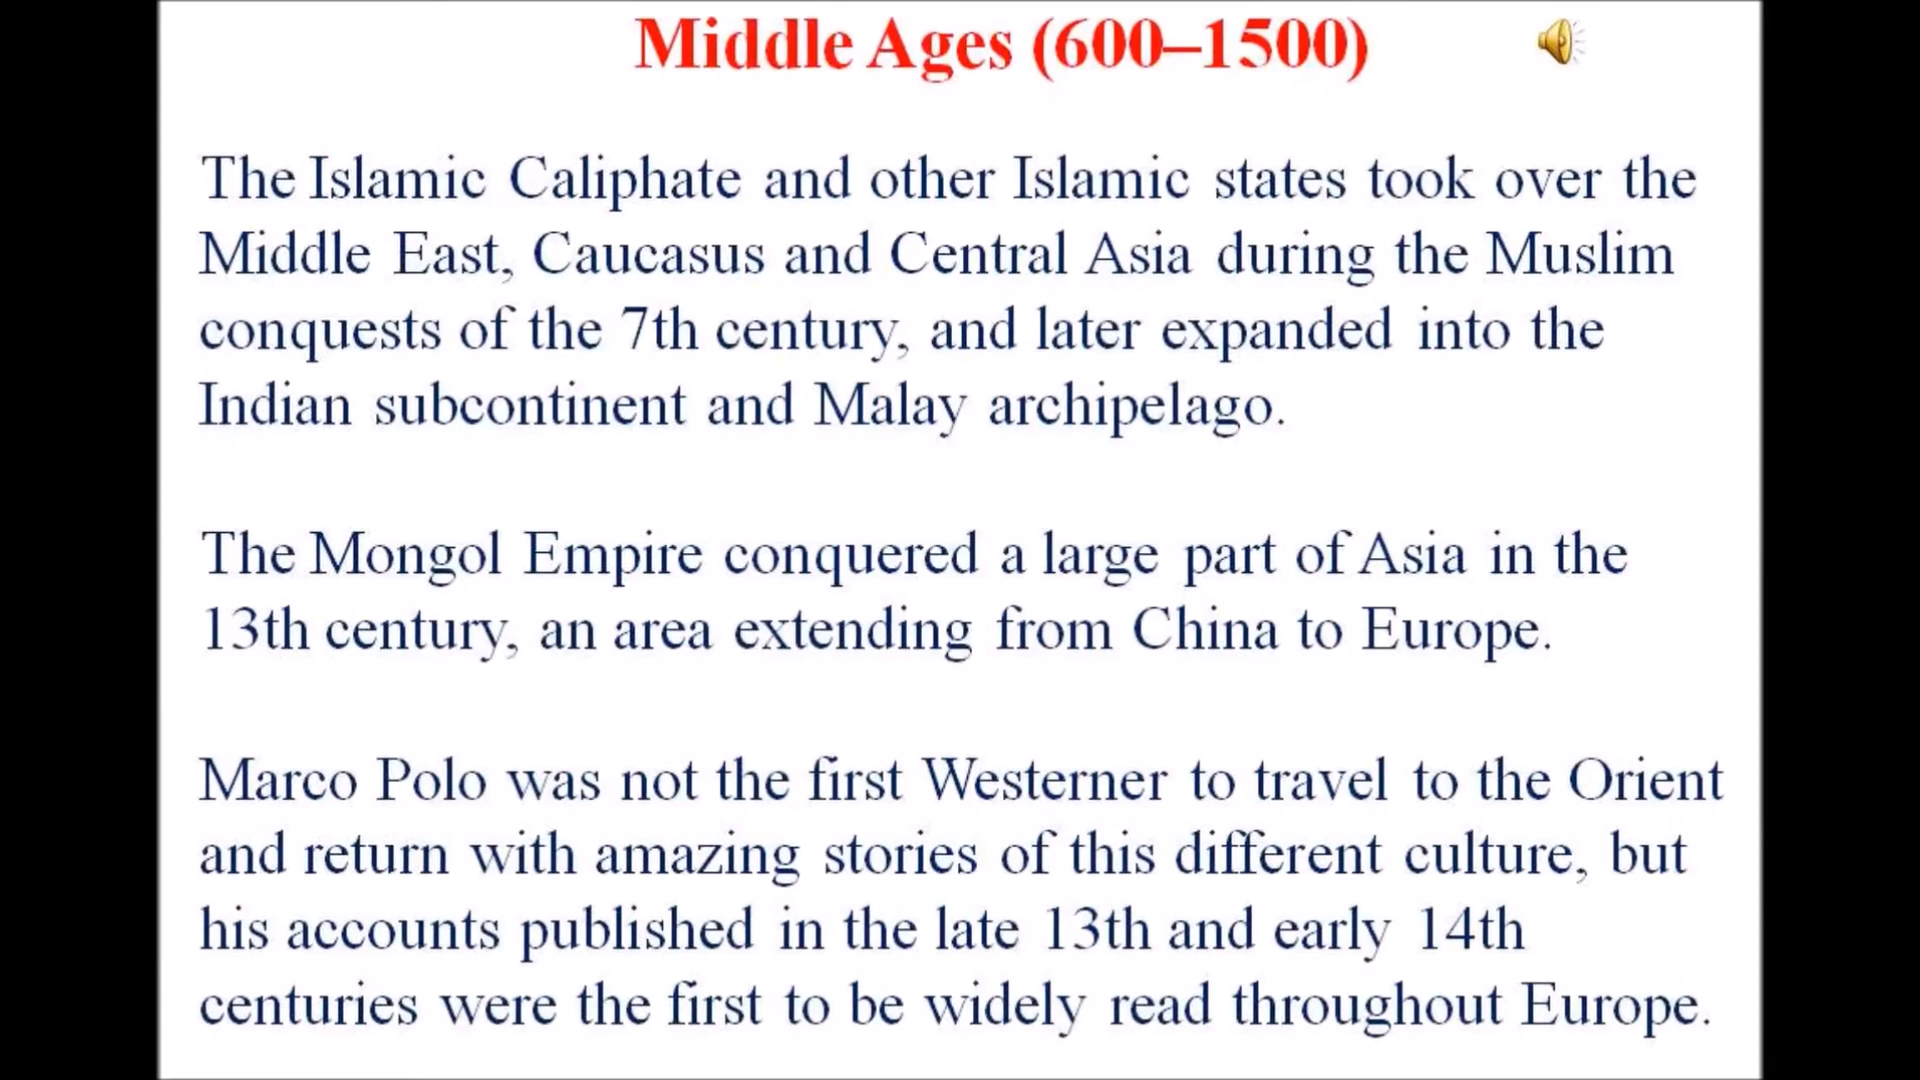 Middle Ages (600–1500)
The Islamic Caliphate and other Islamic states took over the
Middle East, Caucasus and Central Asia during the Muslim
conquests of the 7th century, and later expanded into the
Indian subcontinent and Malay archipelago.
The Mongol Empire conquered a large part of Asia in the
13th century, an area extending from China to Europe.
Marco Polo was not the first Westerner to travel to the Orient
and return with amazing stories of this different culture, but
his accounts published in the late 13th and early 14th
centuries were the first to be widely read throughout Europe.